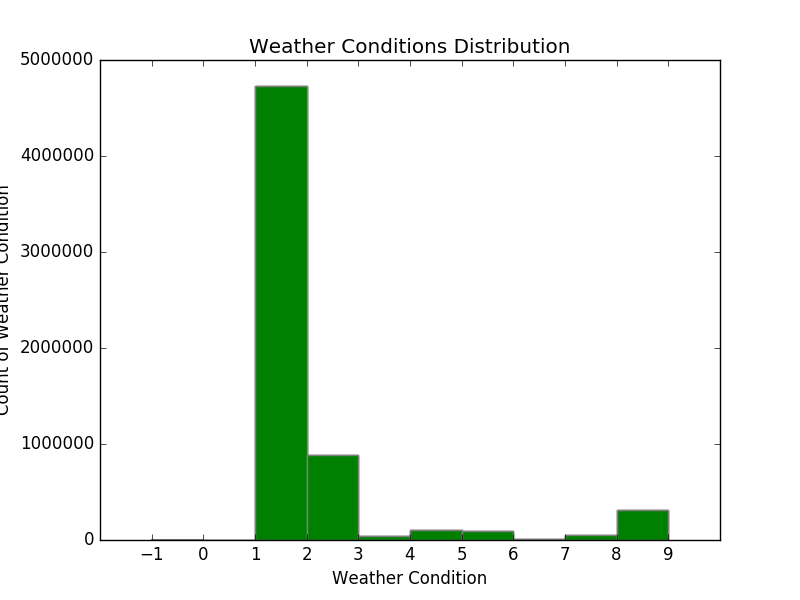 Weather Conditions Distribution
5000000
4000000
3000000
2000000
1000000
0
Count of Weather Condition
−1 0 1 2 3 4 5 6 7 8 9
Weather Condition